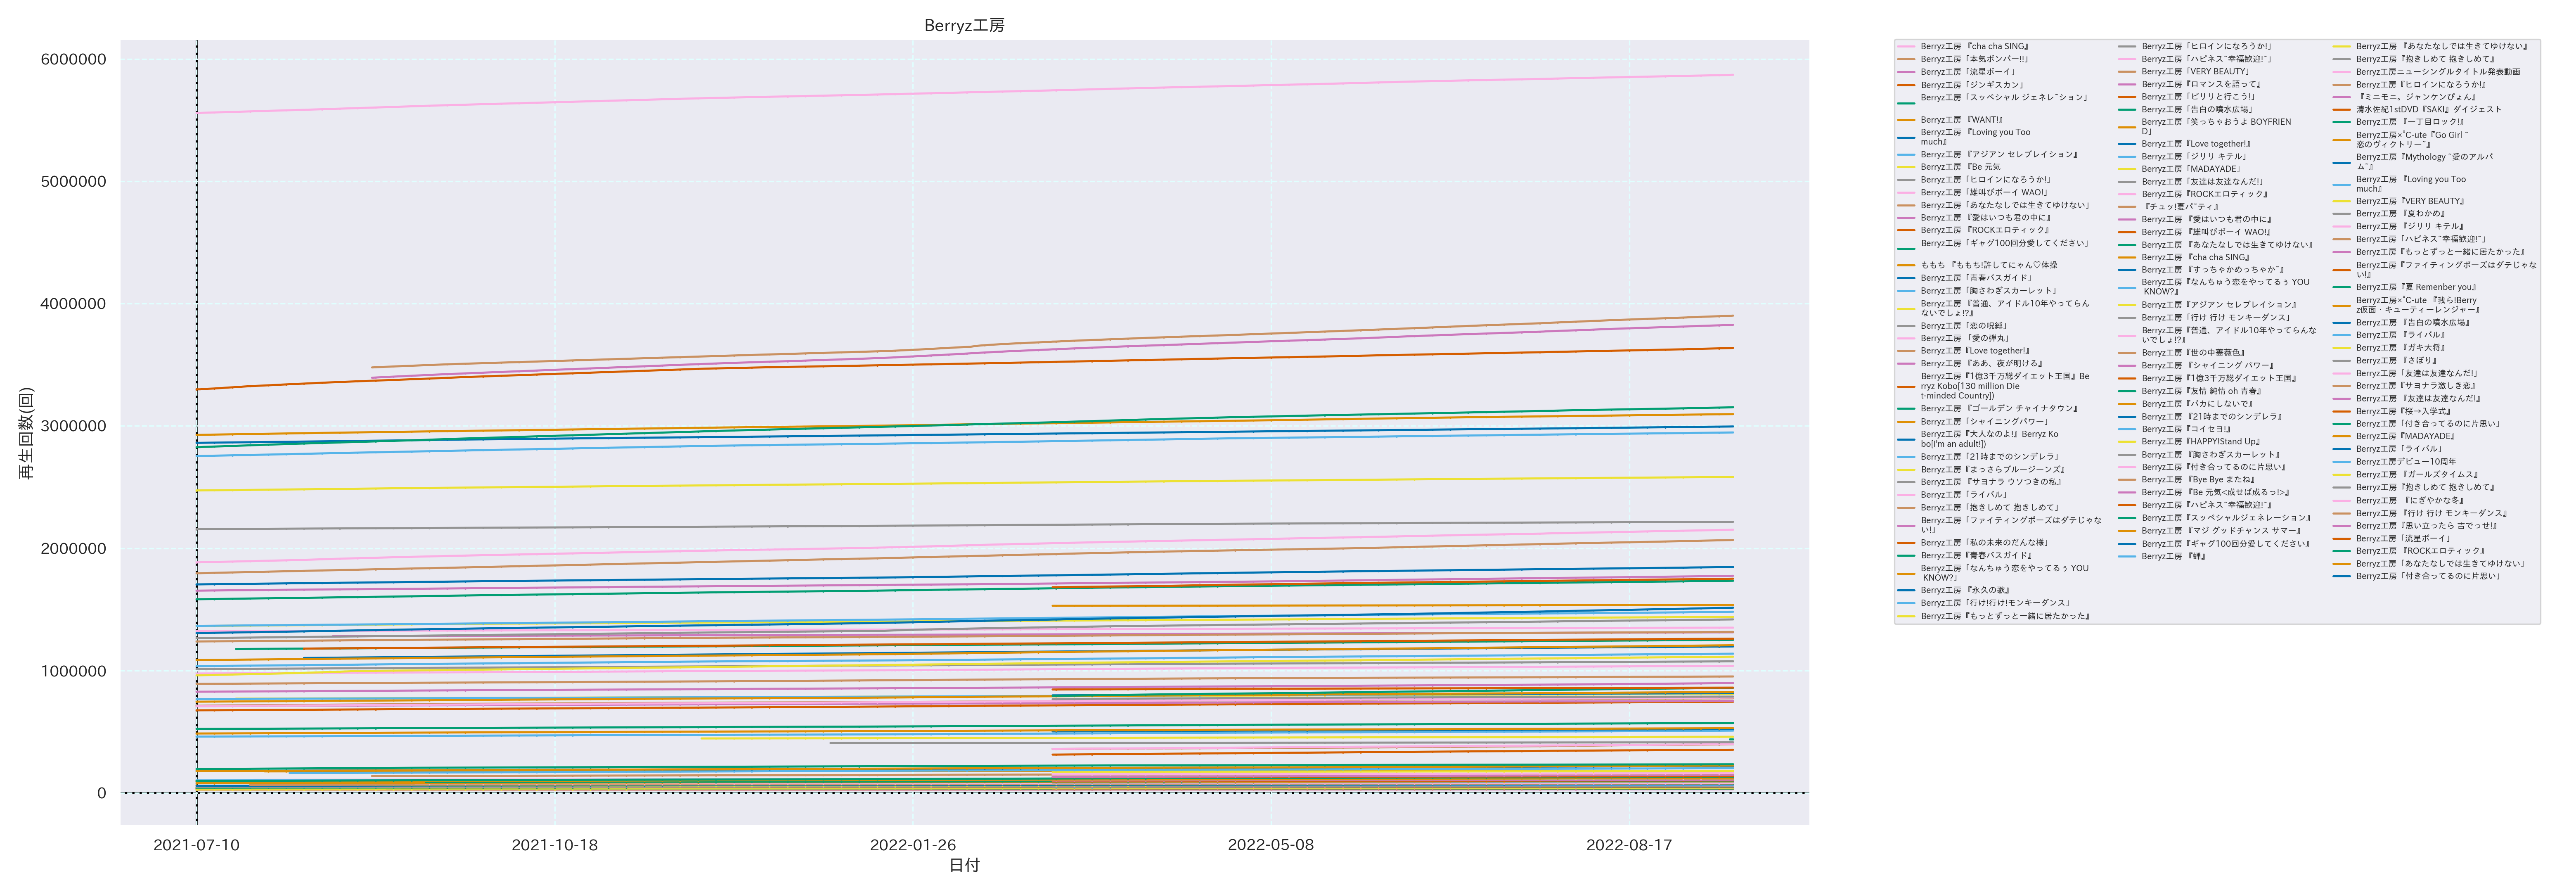 Berryz工房
再生回数(回)
6000000
5000000
4000000
3000000
2000000
1000000
0
2021-07-10
2021-10-18
2022-01-26
2022-05-08
2022-08-17
日付
Berryz工房 『cha cha SING』
Berryz工房「本気ボンバー!!」
Berryz工房「流星ボーイ」
Berryz工房「ジンギスカン」
Berryz工房「スッペシャル ジェネレ~ション」
Berryz工房 『WANT!』
Berryz工房 『Loving you Too
much』
Berryz工房 『アジアン セレブレイション』
Berryz工房 『Be 元気
Berryz工房「ヒロインになろうか!」
Berryz工房「雄叫びボーイ WAO!」
Berryz工房「あなたなしでは生きてゆけない」
Berryz工房 『愛はいつも君の中に』
Berryz工房 『ROCKエロティック』
Berryz工房「ギャグ100回分愛してください」
ももち 『ももち!許してにゃん♡体操
Berryz工房「青春バスガイド」
Berryz工房「胸さわぎスカーレット」
Berryz工房 『普通、アイドル10年やってらん
ないでしょ!?』
Berryz工房「恋の呪縛」
Berryz工房 「愛の弾丸」
Berryz工房 『Love together!』
Berryz工房 『ああ、夜が明ける』
Berryz工房『1億3千万総ダイエット王国』Be
rryz Kobo[130 million Die
t-minded Country])
Berryz工房 『ゴールデン チャイナタウン』
Berryz工房「シャイニングパワー」
Berryz工房『大人なのよ!』Berryz Ko
bo[I'm an adult!])
Berryz工房「21時までのシンデレラ」
Berryz工房『まっさらブルージーンズ』
Berryz工房『サヨナラ ウソつきの私』
Berryz工房「ライバル」
Berryz工房「抱きしめて 抱きしめて」
Berryz工房「ファイティングポーズはダテじゃな
い!」
Berryz工房「私の未来のだんな様」
Berryz工房『青春バスガイド』
Berryz工房「なんちゅう恋をやってるぅ YOU
KNOW?」
Berryz工房 『永久の歌』
Berryz工房「行け!行け!モンキーダンス」
Berryz工房『もっとずっと一緒に居たかった』
Berryz工房「ヒロインになろうか!」
Berryz工房「ハピネス~幸福歓迎!~」
Berryz工房「VERY BEAUTY」
Berryz工房『ロマンスを語って』
Berryz工房「ピリリと行こう!」
Berryz工房「告白の噴水広場」
Berryz工房「笑っちゃおうよ BOYFRIEN
D」
Berryz工房『Love together!』
Berryz工房「ジリリ キテル」
Berryz工房「MADAYADE」
Berryz工房「友達は友達なんだ!」
Berryz工房『ROCKエロティック』
『チュッ!夏パ~ティ』
Berryz工房『愛はいつも君の中に』
Berryz工房 『雄叫びボーイ WAO!』
Berryz工房『あなたなしでは生きてゆけない』
Berryz工房 『cha cha SING』
Berryz工房 『すっちゃかめっちゃか~』
Berryz工房『なんちゅう恋をやってるぅ YOU
KNOW?』
Berryz工房『アジアン セレブレイション』
Berryz工房「行け 行け モンキーダンス」
Berryz工房『普通、アイドル10年やってらんな
いでしょ!?』
Berryz工房『世の中薔薇色』
Berryz工房『シャイニング パワー』
Berryz工房『1億3千万総ダイエット王国』
Berryz工房『友情 純情 oh 青春』
Berryz工房『バカにしないで』
Berryz工房 『21時までのシンデレラ』
Berryz工房『コイセヨ!』
Berryz工房『HAPPY!Stand Up』
Berryz工房『胸さわぎスカーレット』
Berryz工房『付き合ってるのに片思い』
Berryz工房『Bye Bye またね』
Berryz工房 『Be 元気<成せば成るっ!>』
Berryz工房『ハピネス~幸福歓迎!~』
Berryz工房『スッペシャルジェネレーション』
Berryz工房『マジ グッドチャンス サマー』
Berryz工房『ギャグ100回分愛してください』
Berryz工房 『蝉』
Berryz工房 『あなたなしでは生きてゆけない』
Berryz工房『抱きしめて 抱きしめて』
Berryz工房ニューシングルタイトル発表動画
Berryz工房『ヒロインになろうか!』
『ミニモニ。ジャンケンぴょん』
清水佐紀1stDVD『SAKI』ダイジェスト
Berryz工房 『一丁目ロック!』
Berryz工房×℃-ute『Go Girl ~
恋のヴィクトリー~』
Berryz工房『Mythology ~愛のアルバ
ム~』
Berryz工房 『Loving you Too
much』
Berryz工房『VERY BEAUTY』
Berryz工房 『夏わかめ』
Berryz工房『ジリリ キテル』
Berryz工房「ハピネス~幸福歓迎!~」
Berryz工房『もっとずっと一緒に居たかった』
Berryz工房『ファイティングポーズはダテじゃな
い!』
Berryz工房『夏 Remenber you』
Berryz工房×℃-ute 『我ら!Berry
z仮面・キューティーレンジャー』
Berryz工房 『告白の噴水広場』
Berryz工房『ライバル』
Berryz工房 『ガキ大将』
Berryz工房 『さぼり』
Berryz工房「友達は友達なんだ!」
Berryz工房『サヨナラ激しき恋』
Berryz工房『友達は友達なんだ!』
Berryz工房『桜→入学式』
Berryz工房「付き合ってるのに片思い」
Berryz工房『MADAYADE』
Berryz工房「ライバル」
Berryz工房デビュー10周年
Berryz工房 『ガールズタイムス』
Berryz工房『抱きしめて 抱きしめて』
Berryz工房 『にぎやかな冬』
Berryz工房 『行け 行け モンキーダンス』
Berryz工房『思い立ったら 吉でっせ!』
Berryz工房「流星ボーイ」
Berryz工房『ROCKエロティック』
Berryz工房「あなたなしでは生きてゆけない」
Berryz工房「付き合ってるのに片思い」